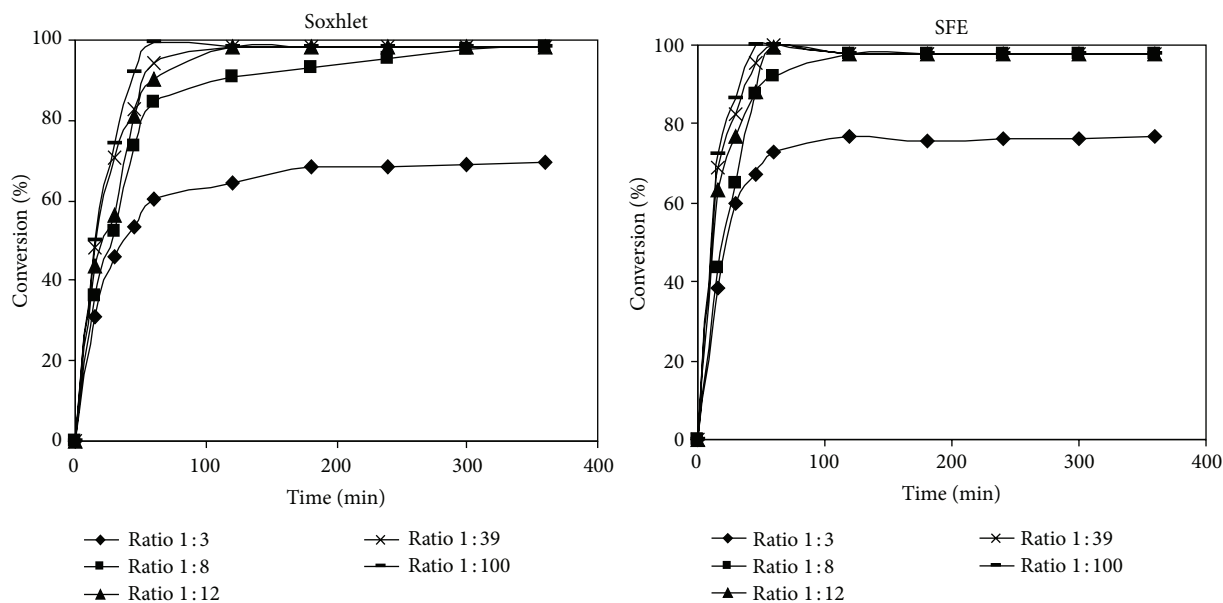 Soxhlet
100
80
60
40
20
0
Conversion (%)
0 100 200 300 400
Time (min)
Ratio 1 : 3
Ratio 1 : 8
Ratio 1 : 12
Ratio 1 : 39
Ratio 1 : 100
SFE
100
80
60
40
20
0
Conversion (%)
0 100 200 300 400
Time (min)
Ratio 1 : 3
Ratio 1 : 8
Ratio 1 : 12
Ratio 1 : 39
Ratio 1 : 100